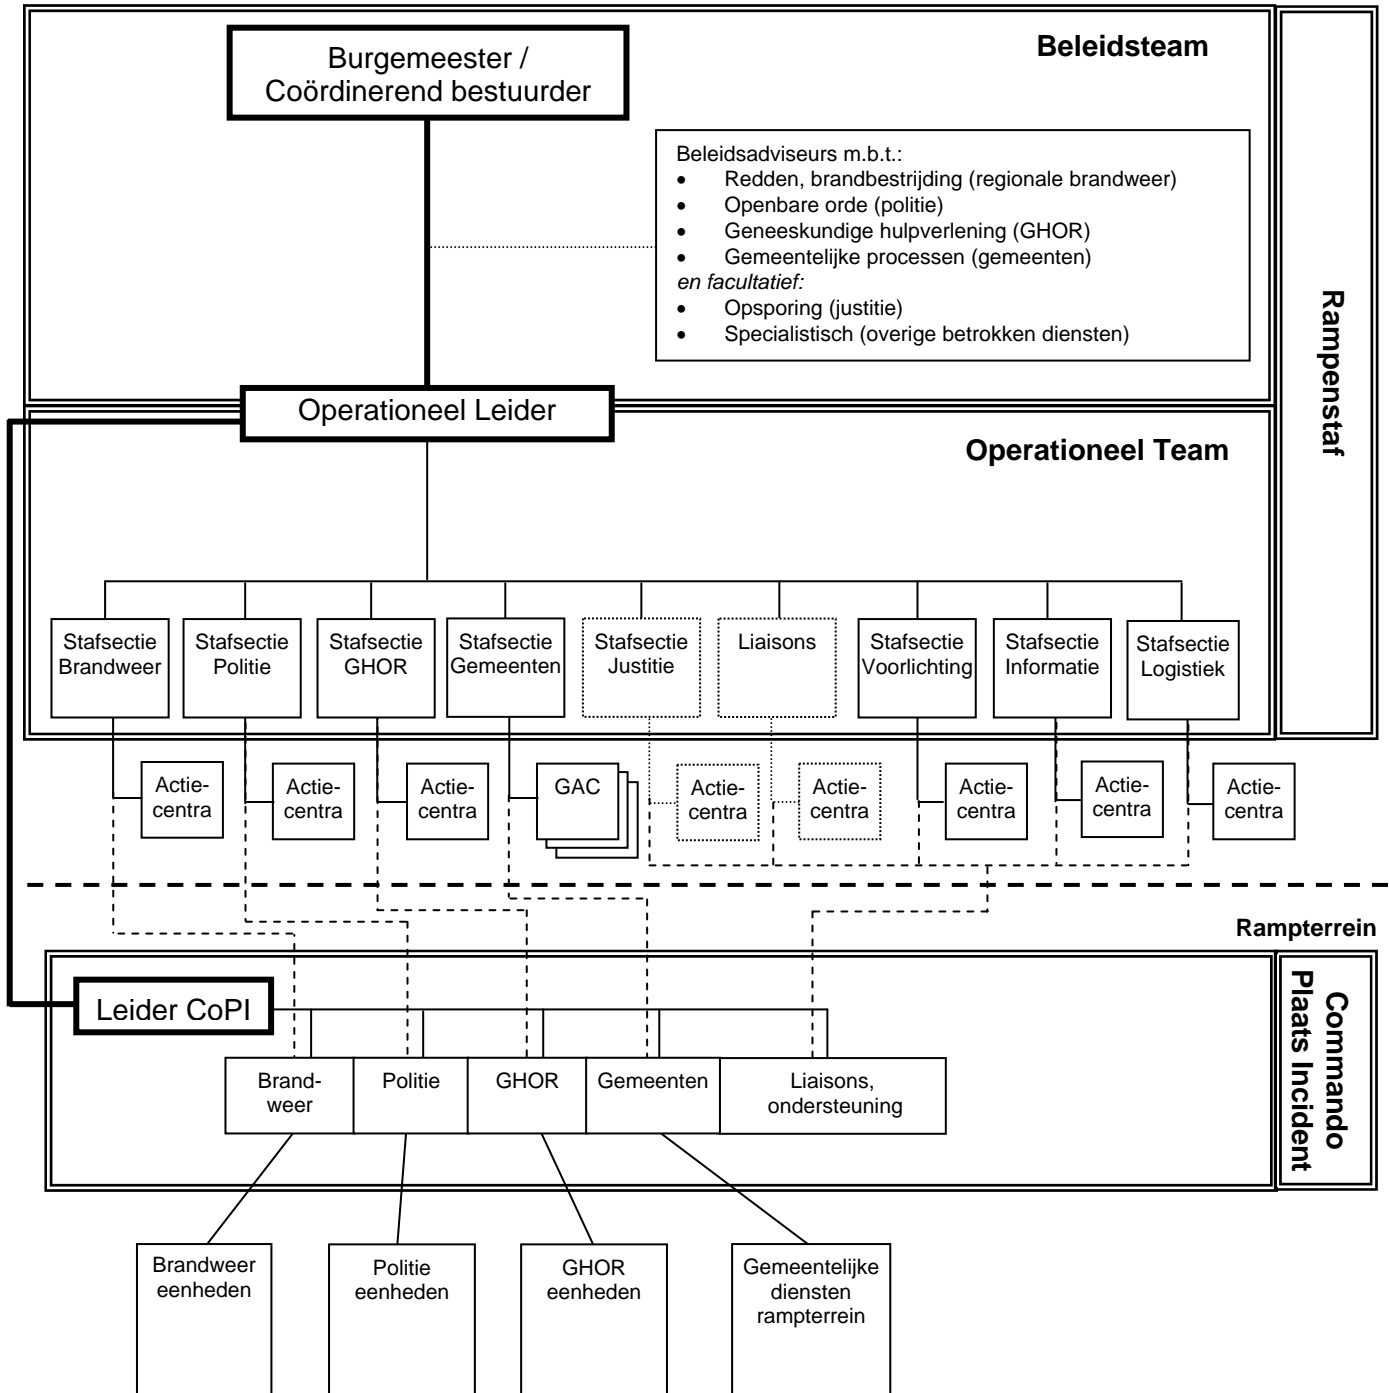 Burgemeester /
Coördinerend bestuurder
Beleidsteam
Beleidsadviseurs m.b.t.:
• Redden, brandbestrijding (regionale brandweer)
• Openbare orde (politie)
• Geneeskundige hulpverlening (GHOR)
• Gemeentelijke processen (gemeenten)
en facultatief:
• Opsporing (justitie)
• Specialistisch (overige betrokken diensten)
Rampenstaf
Operationeel Leider
Operationeel Team
Stafsectie
Brandweer
Stafsectie
Politie
Stafsectie
GHOR
Stafsectie
Gemeenten
Stafsectie
Justitie
Liaisons
Stafsectie
Voorlichting
Stafsectie
Informatie
Stafsectie
Logistiek
Actie-
centra
Actie-
centra
Actie-
centra
GAC
Actie-
centra
Actie-
centra
Actie-
centra
Actie-
centra
Actie-
centra
Rampterrein
Leider CoPI
Commando
Plaats Incident
Brand-
weer
Politie
GHOR
Gemeenten
Liaisons,
ondersteuning
Brandweer
eenheden
Politie
eenheden
GHOR
eenheden
Gemeentelijke
diensten
rampterrein